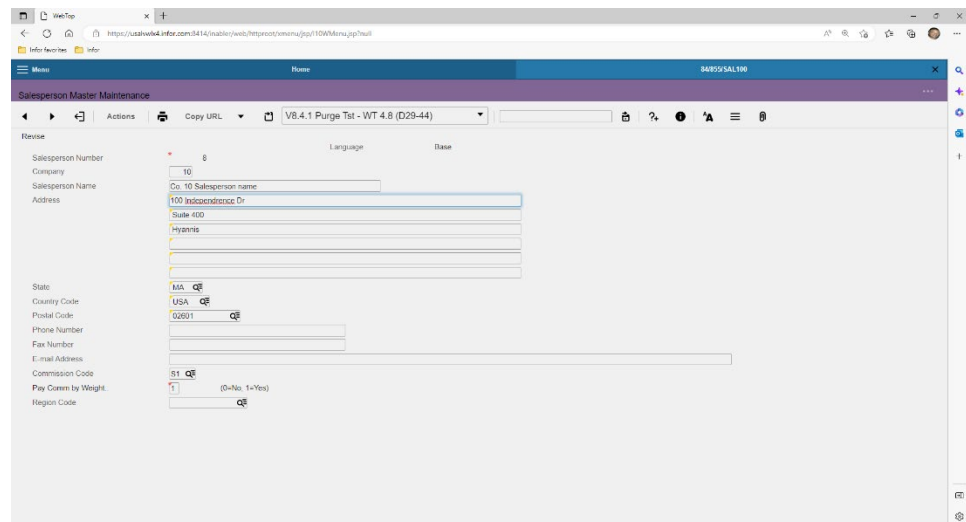 WebTop
https://usalvwlx4.infor.com:8414/inabler/web/httproot/xmenu/jsp/I10WMenu.jsp?null
Infor favorites Infor
Menu Home 84/855/SAL100
Salesperson Master Maintenance
Actions Copy URL V8.4.1 Purge Tst - WT 4.8 (D29-44)
Revise
Language Base
Salesperson Number * 8
Company 10
Salesperson Name Co. 10 Salesperson name
Address 100 Independrence Dr
Suite 400
Hyannis
State MA
Country Code USA
Postal Code 02601
Phone Number
Fax Number
E-mail Address
Commission Code S1
Pay Comm by Weight. 1 (0=No, 1=Yes)
Region Code